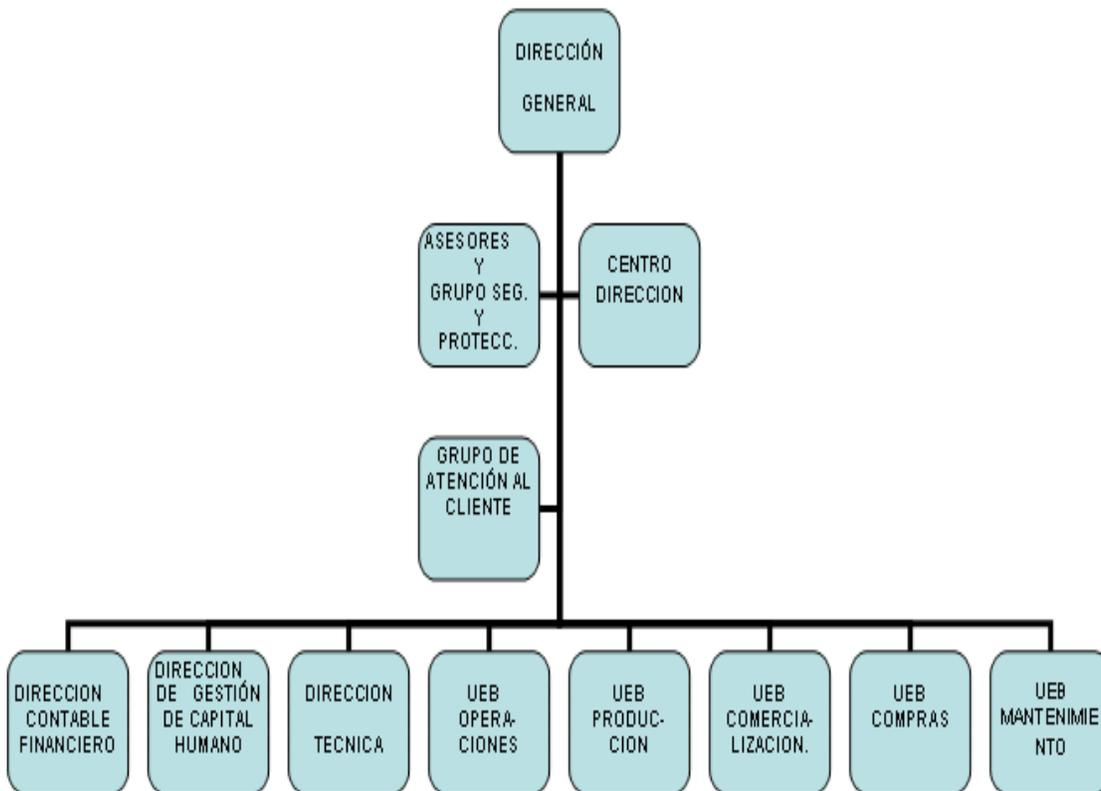 DIRECCIÓN
GENERAL
ASESORES
Y
GRUPO SEG.
Y
PROTECC.
CENTRO
DIRECCION
GRUPO DE
ATENCIÓN AL
CLIENTE
DIRECCION
CONTABLE
FINANCIERO
DIRECCION
DE GESTIÓN
DE CAPITAL
HUMANO
DIRECCION
TECNICA
UEB
OPERA-
CIONES
UEB
PRODUC-
CION
UEB
COMERCIA-
LIZACION.
UEB
COMPRAS
UEB
MANTENIMIE
NTO